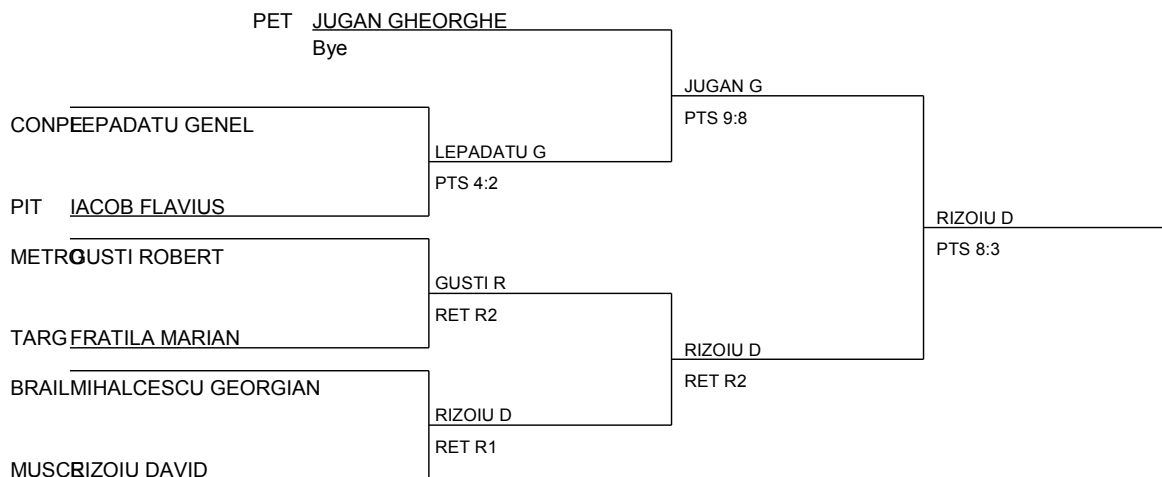 PET JUGAN GHEORGHE
Bye
JUGAN G
PTS 9:8
CONPE LEPADATU GENEL
LEPADATU G
PTS 4:2
PIT IACOB FLAVIUS
RIZOIU D
PTS 8:3
METRO GUSTI ROBERT
GUSTI R
RET R2
TARG FRATILA MARIAN
RIZOIU D
RET R2
BRAIL MIHALCESCU GEORGIAN
RIZOIU D
RET R1
MUSCE RIZOIU DAVID